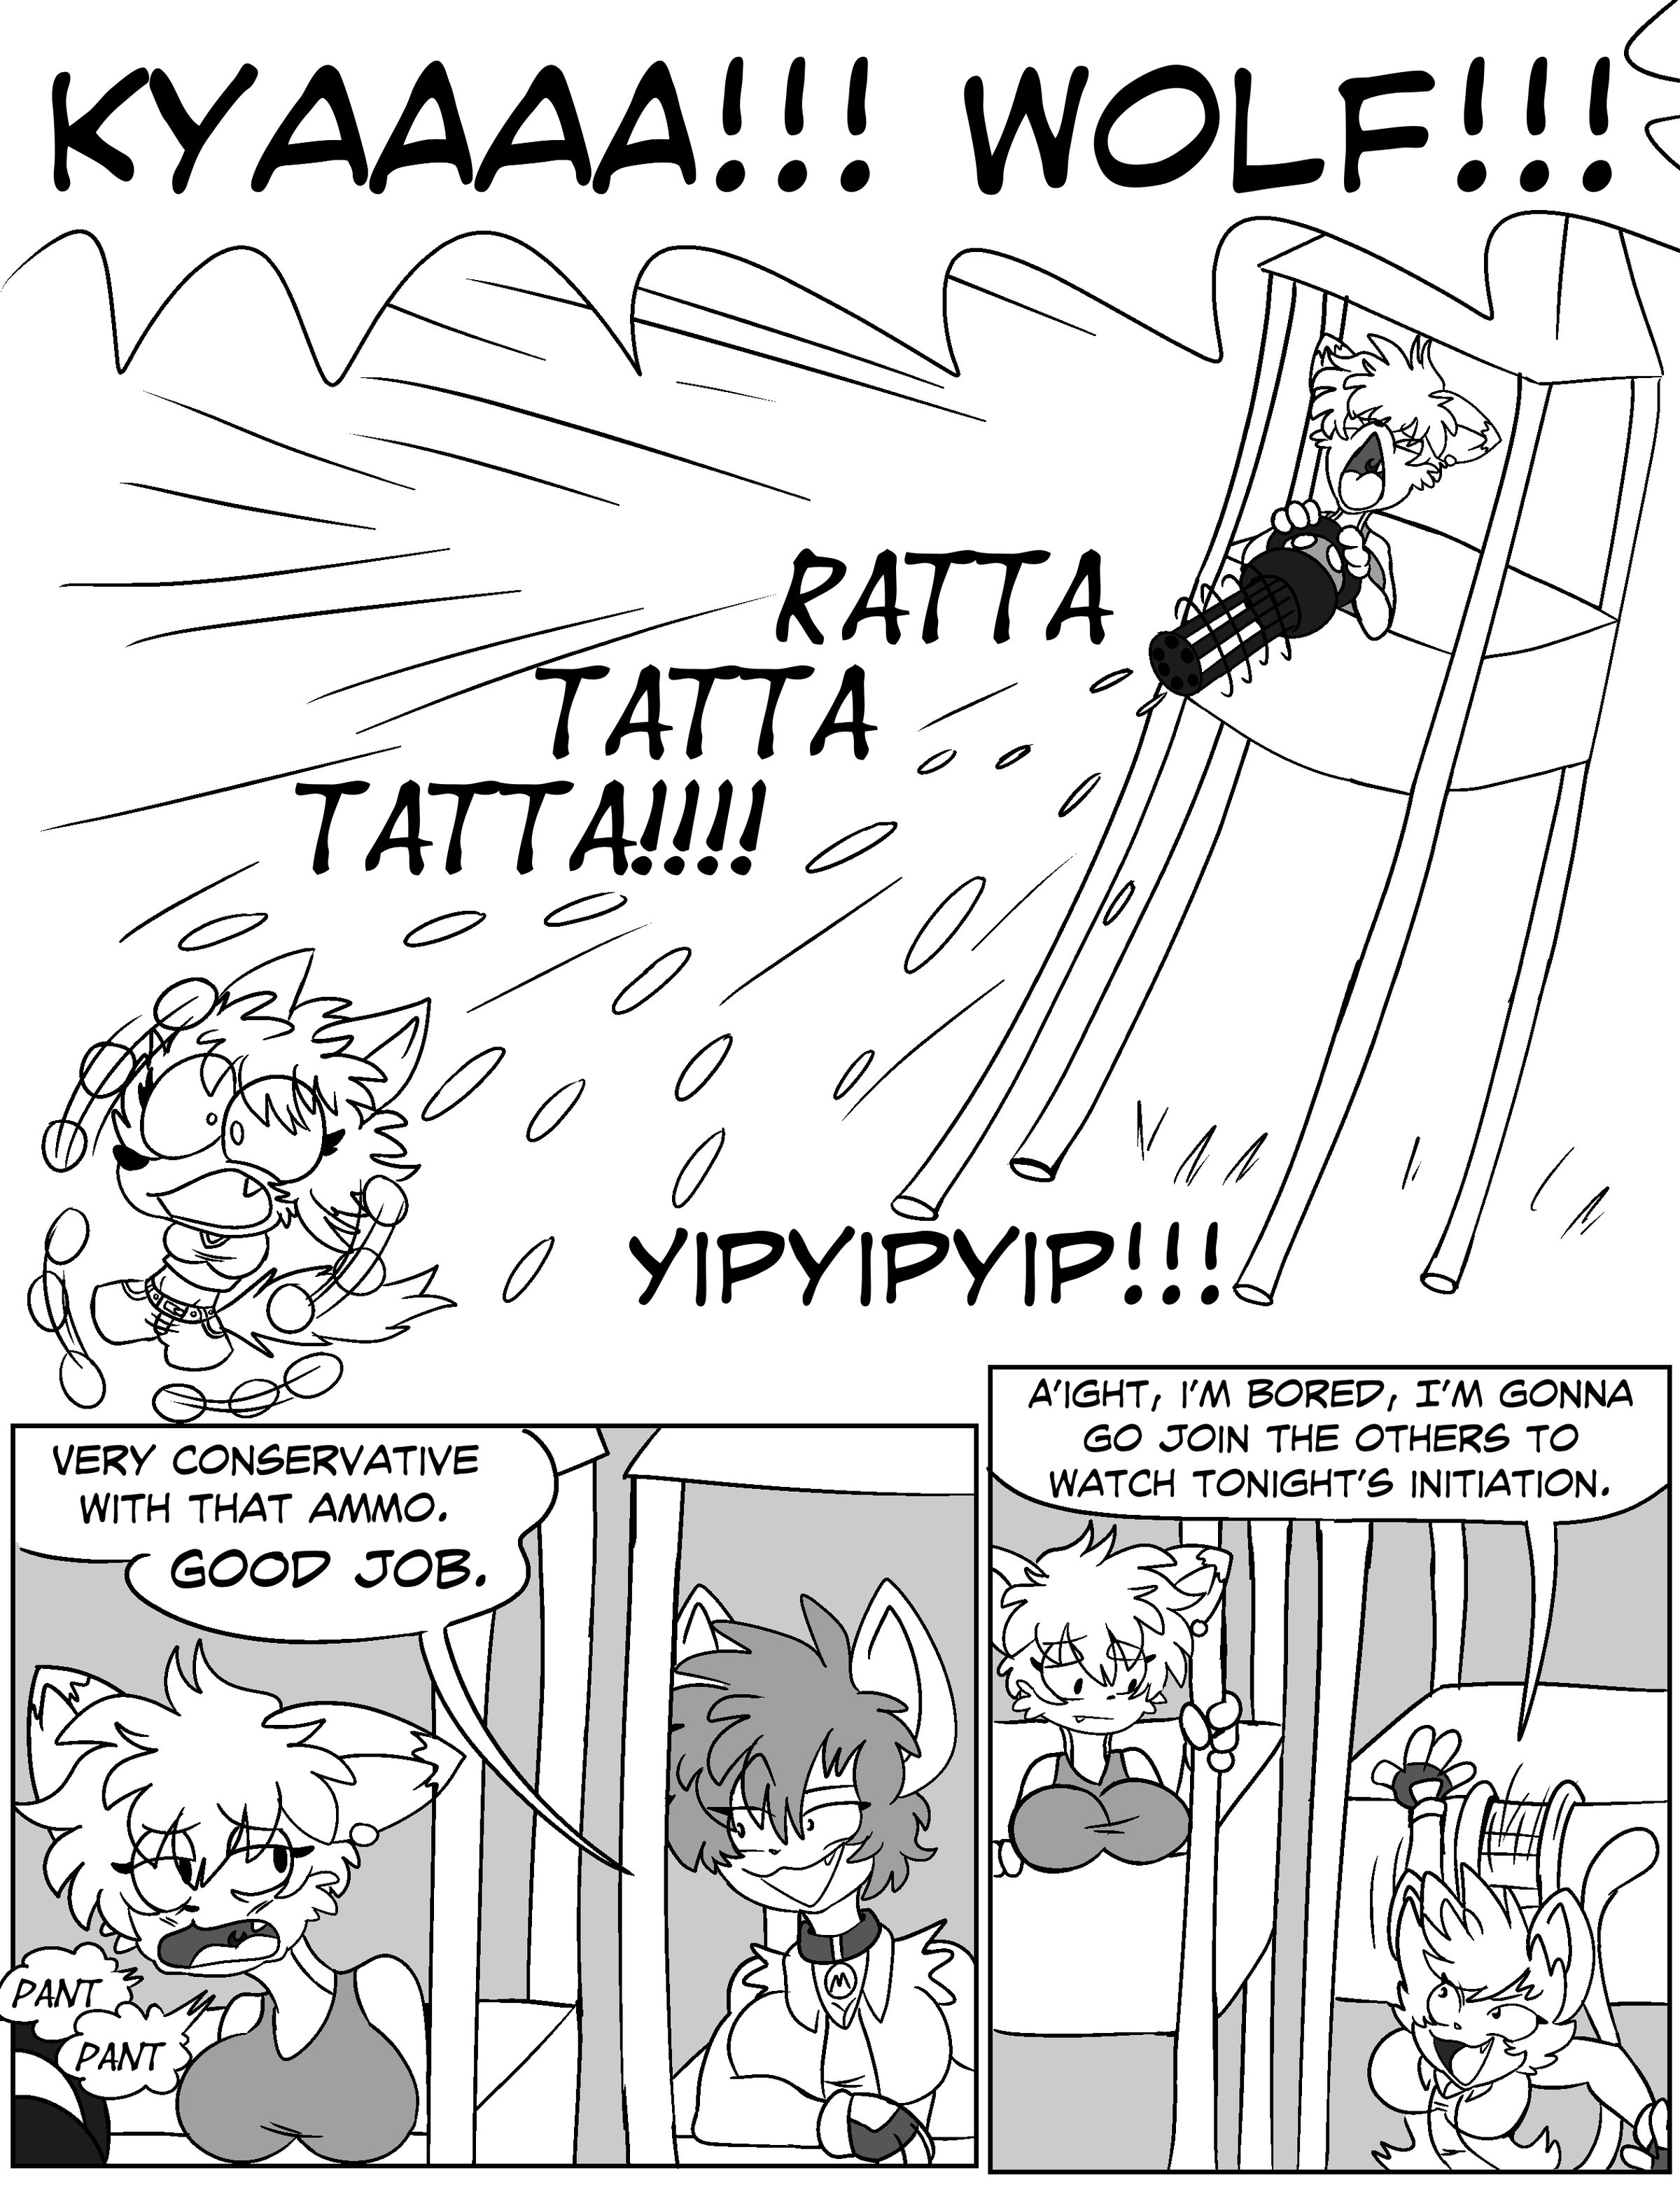 KYAAAA!!! WOLF!!!
RATTA
TATTA
TATTA!!!!
YIPYIPYIP!!!
VERY CONSERVATIVE
WITH THAT AMMO.
GOOD JOB.
PANT
PANT
M
A'IGHT, I'M BORED, I'M GONNA
GO JOIN THE OTHERS TO
WATCH TONIGHT'S INITIATION.